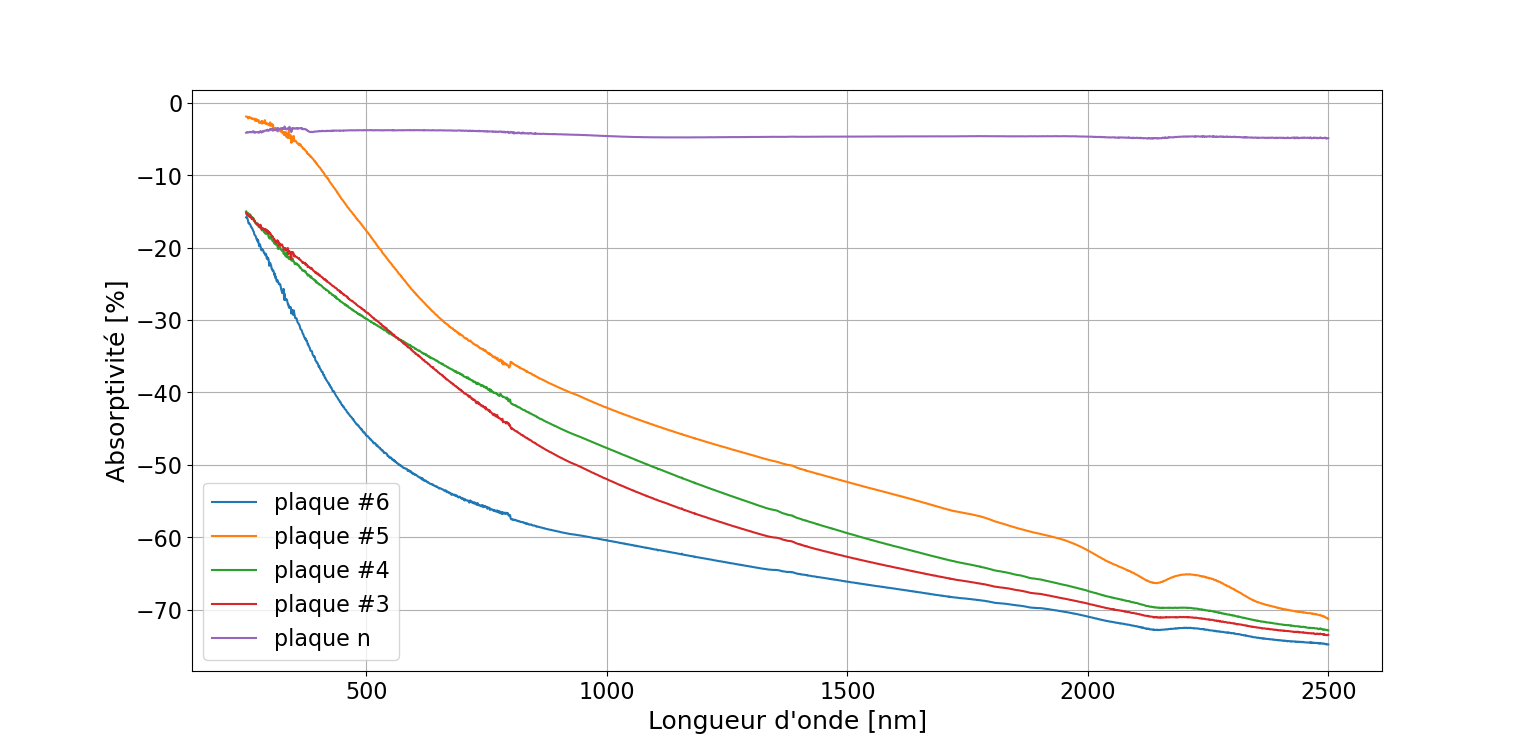 0
−10
−20
−30
−40
−50
−60
−70
Absorptivité [%]
plaque #6
plaque #5
plaque #4
plaque #3
plaque n
500
1000
1500
2000
2500
Longueur d'onde [nm]